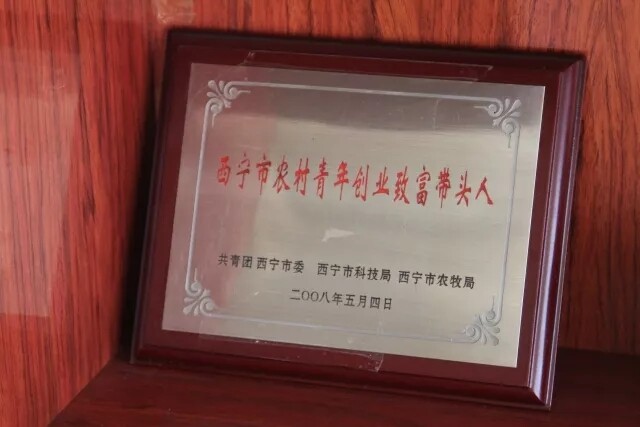 西宁市农村青年创业致富带头人
共青团西宁市委 西宁市科技局 西宁市农牧局
二〇〇八年五月四日